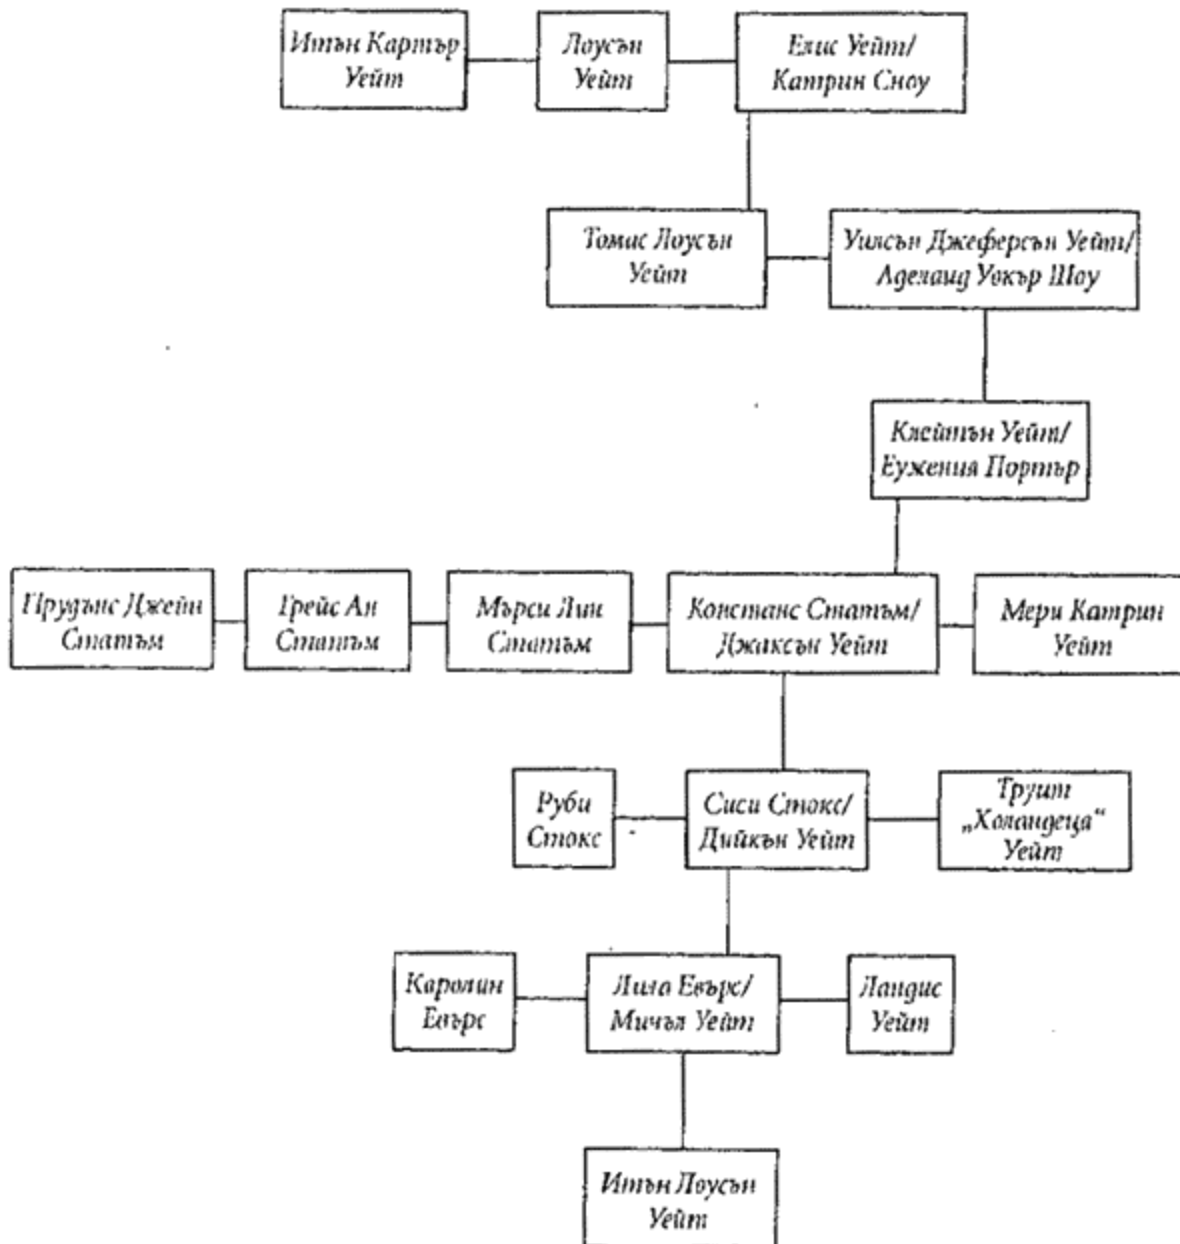 Итън Картър
Уейт
Лоусън
Уейт
Елис Уейт/
Катрин Сноу
Томас Лоусън
Уейт
Уилсън Джеферсън Уейт/
Аделаид Уокър Шоу
Клейтън Уейт/
Еужения Портър
Прудънс Джейн
Статъм
Грейс Ан
Статъм
Мърси Лин
Статъм
Констанс Статъм/
Джаксън Уейт
Мери Катрин
Уейт
Руби
Стокс
Сиси Стокс/
Дийкън Уейт
Труит
„Холандеца“
Уейт
Каролин
Евърс
Лила Евърс/
Мичъл Уейт
Ландис
Уейт
Итън Лоусън
Уейт